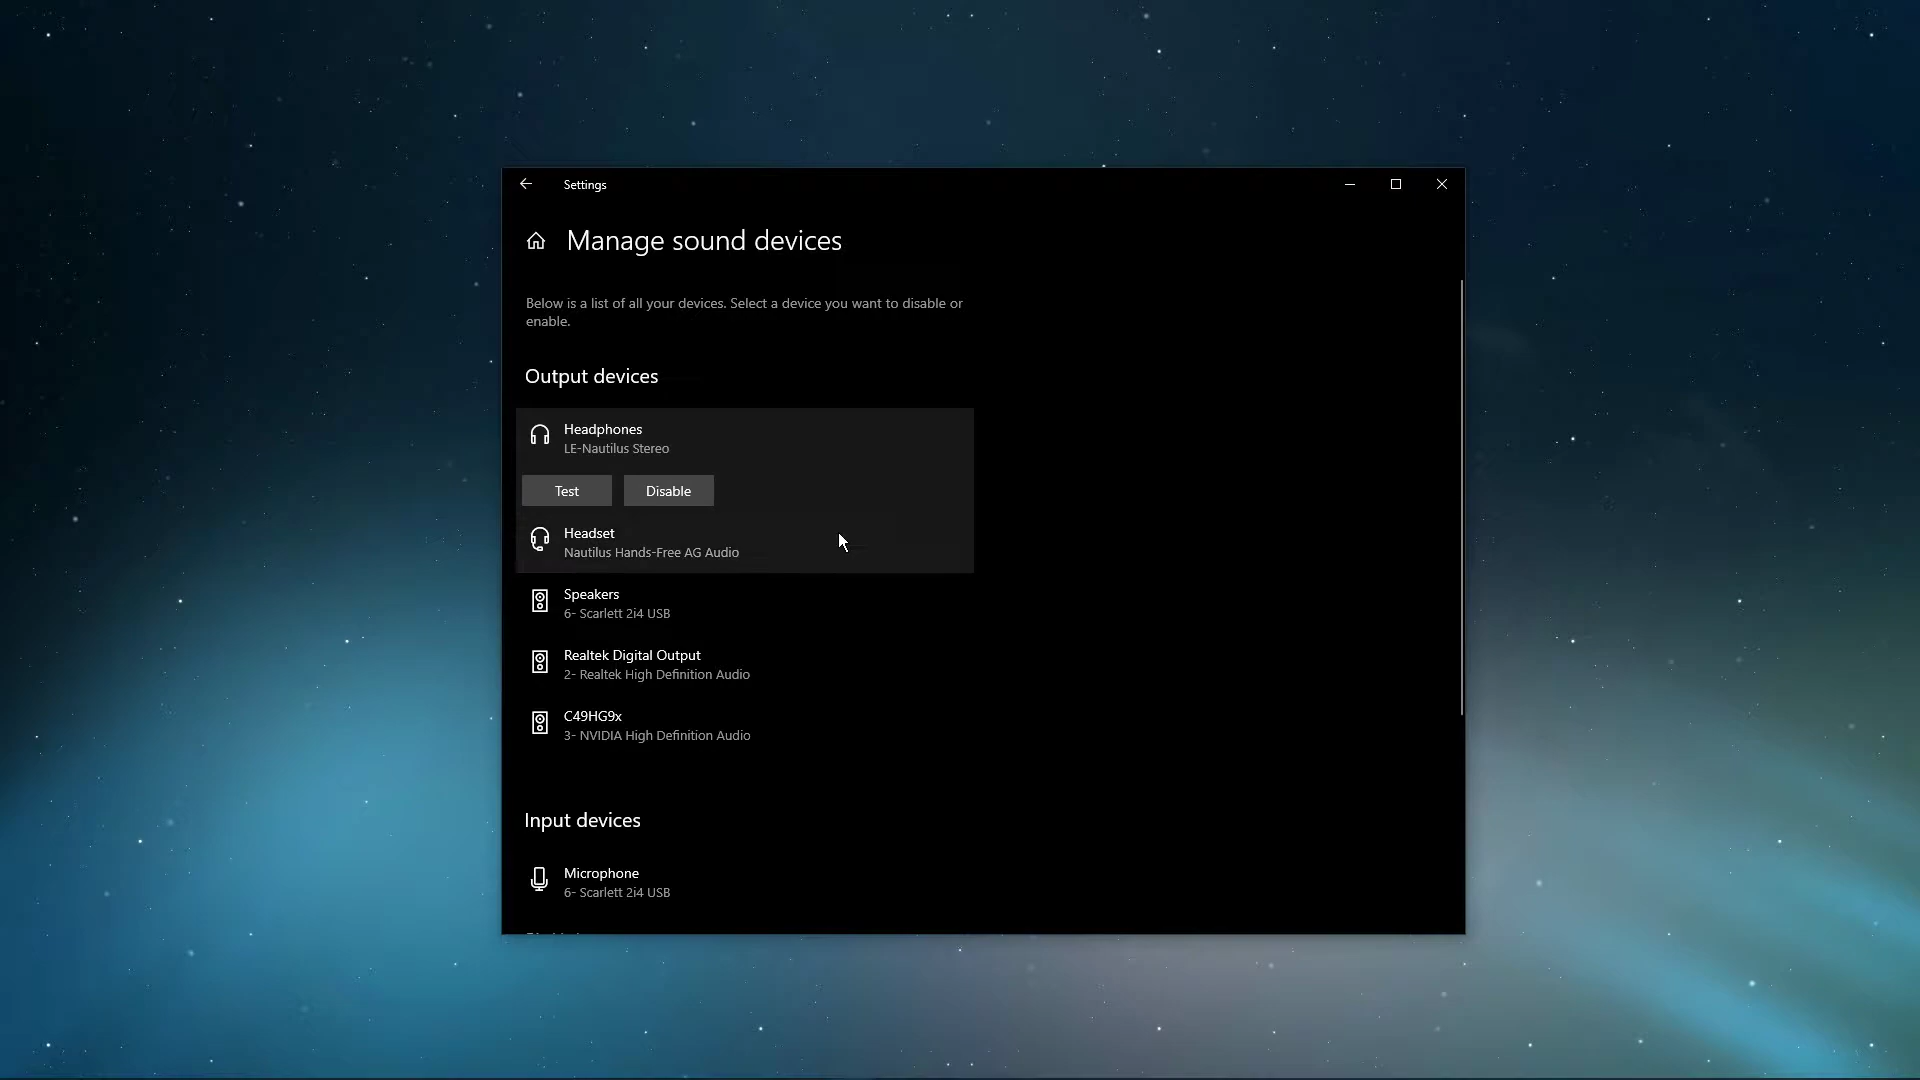 Settings
Manage sound devices
Below is a list of all your devices. Select a device you want to disable or
enable.
Output devices
Headphones
LE-Nautilus Stereo
Test Disable
Headset
Nautilus Hands-Free AG Audio
Speakers
6- Scarlett 2i4 USB
Realtek Digital Output
2- Realtek High Definition Audio
C49HG9x
3- NVIDIA High Definition Audio
Input devices
Microphone
6- Scarlett 2i4 USB